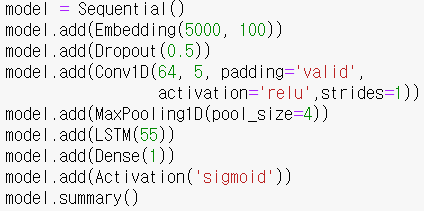 model = Sequential()
model.add(Embedding(5000, 100))
model.add(Dropout(0.5))
model.add(Conv1D(64, 5, padding='valid',
activation='relu',strides=1))
model.add(MaxPooling1D(pool_size=4))
model.add(LSTM(55))
model.add(Dense(1))
model.add(Activation('sigmoid'))
model.summary()